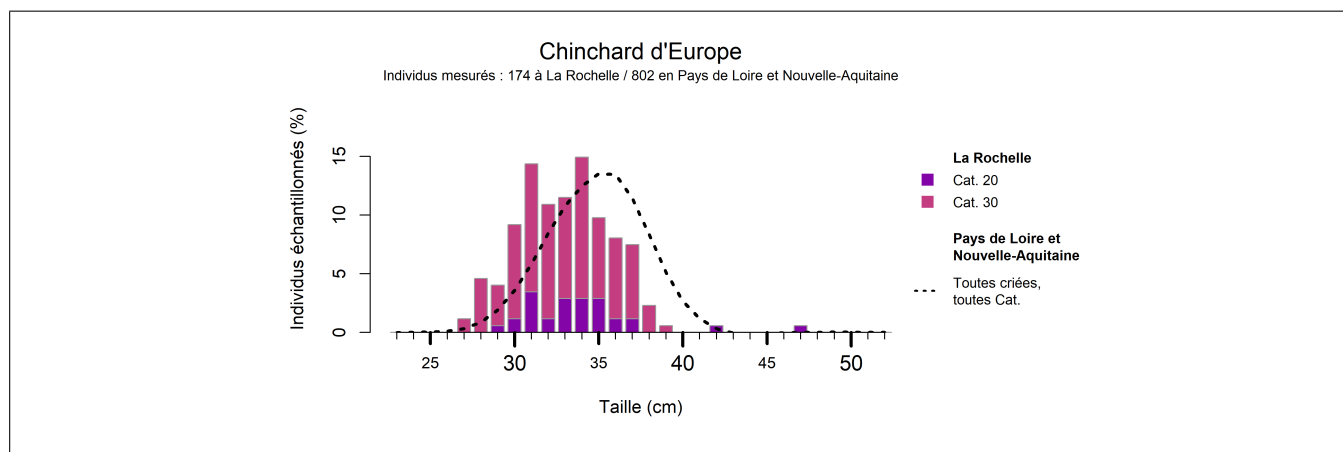 Chinchard d'Europe
Individus mesurés : 174 à La Rochelle / 802 en Pays de Loire et Nouvelle-Aquitaine
Individus échantillonnés (%)
15
10
5
0
25
30
35
40
45
50
Taille (cm)
La Rochelle
Cat. 20
Cat. 30
Pays de Loire et
Nouvelle-Aquitaine
Toutes criées,
toutes Cat.